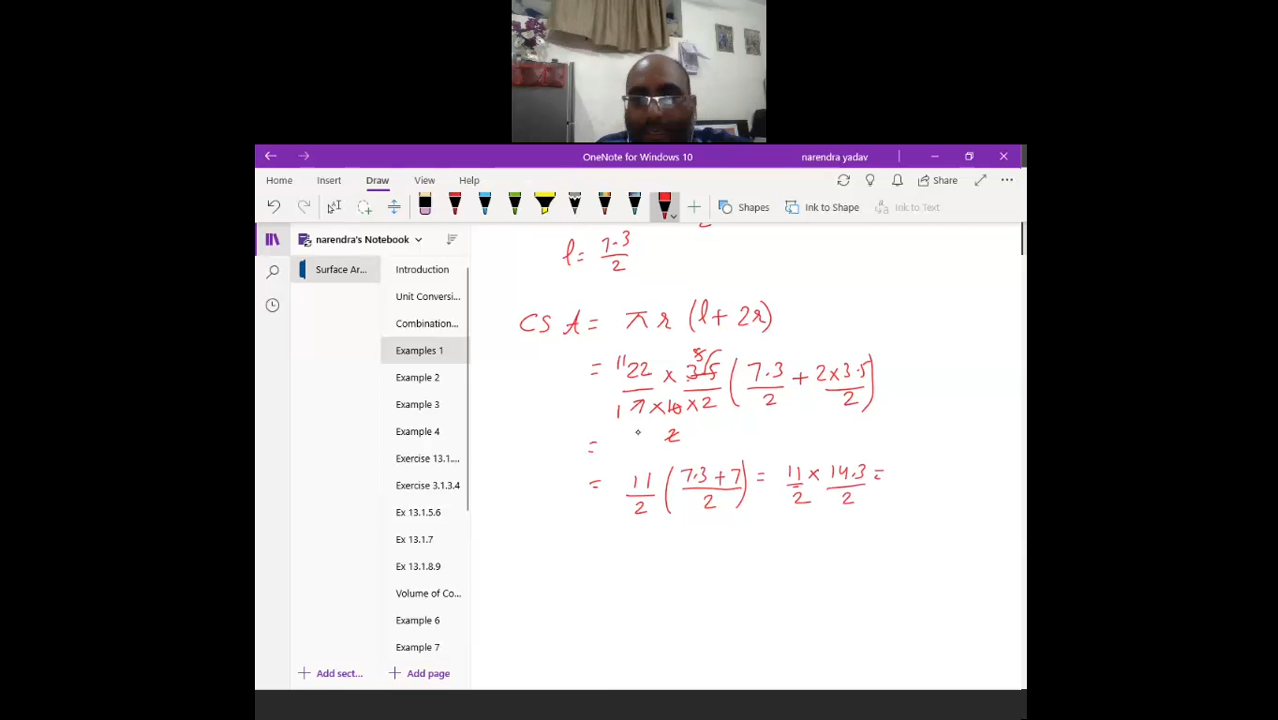 OneNote for Windows 10
narendra yadav
Home Insert Draw View Help
Share
Shapes
Ink to Shape
Ink to Text
narendra's Notebook
Surface Ar...
Introduction
Unit Conversi...
Combination...
Examples 1
Example 2
Example 3
Example 4
Exercise 13.1....
Exercise 3.1.3.4
Ex 13.1.5.6
Ex 13.1.7
Ex 13.1.8.9
Volume of Co...
Example 6
Example 7
+ Add sect...
+ Add page
l = 7.3/2
CSA = πr (l + 2r)
= 22/(7×10×2) × 35 (7.3/2 + 2×3.5/2)
=
= 11/2 (7.3+7/2) = 11/2 × 14.3/2 =